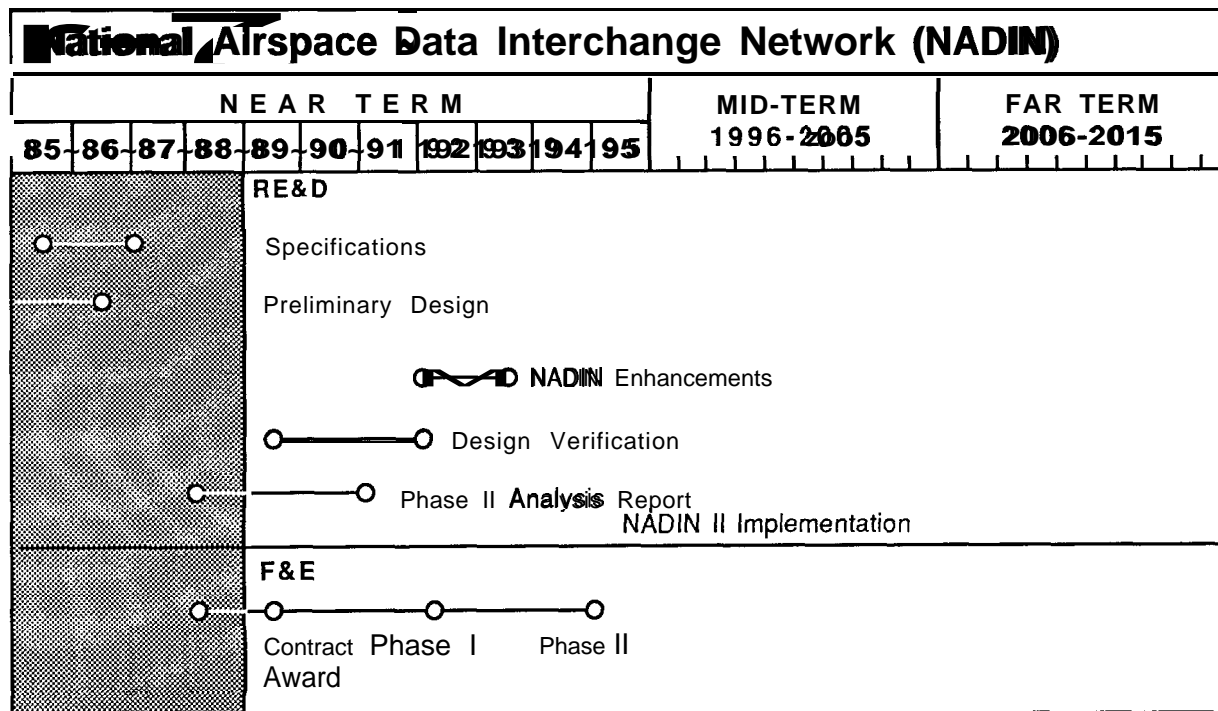 National Airspace Data Interchange Network (NADIN)
NEAR TERM MID-TERM FAR TERM
85 86 87 88 89 90 91 92 93 94 95 1996-2005 2006-2015
RE&D
Specifications
Preliminary Design
NADIN Enhancements
Design Verification
Phase II Analysis Report
NADIN II Implementation
F&E
Contract Phase I Phase II
Award